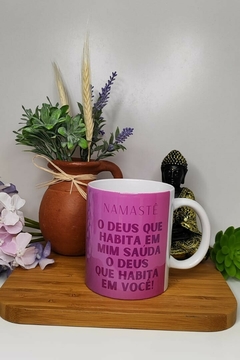 NAMASTÊ
O DEUS QUE
HABITA EM
MIM SAÚDA
O DEUS
QUE HABITA
EM VOCÊ!